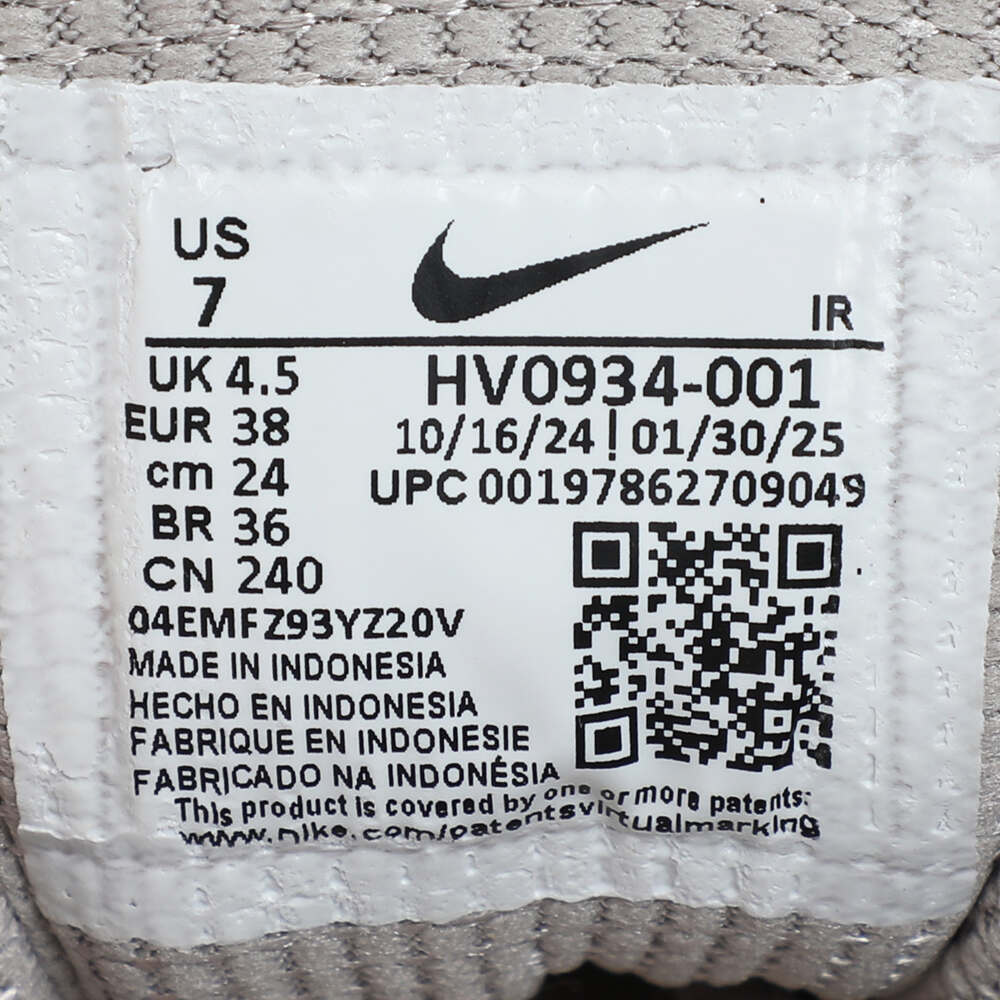 US
7
IR
UK 4.5
HV0934-001
EUR 38
10/16/24 | 01/30/25
cm 24
UPC 00197862709049
BR 36
CN 240
04EMFZ93YZ20V
MADE IN INDONESIA
HECHO EN INDONESIA
FABRIQUE EN INDONESIE
FABRICADO NA INDONÉSIA
This product is covered by one or more patents:
www.nike.com/patentsvirtualmarking